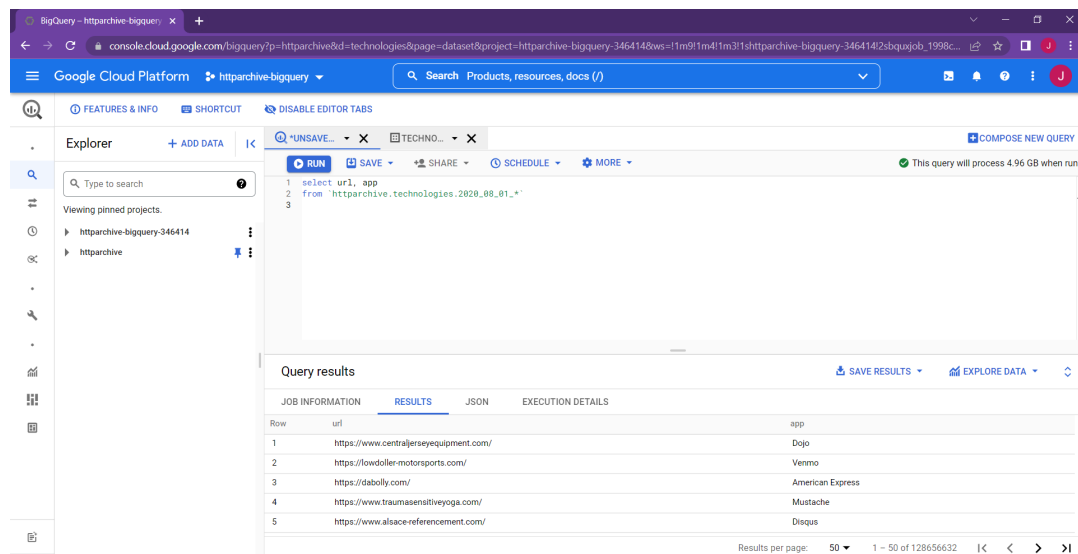 BigQuery – httparchive-bigquery
console.cloud.google.com/bigquery?p=httparchive&d=technologies&page=dataset&project=httparchive-bigquery-346414&ws=!1m9!1m4!1m3!1shttparchive-bigquery-346414!2sbquxjob_1998c...
J
Google Cloud Platform httparchive-bigquery Search Products, resources, docs (/) J
FEATURES & INFO SHORTCUT DISABLE EDITOR TABS
Explorer + ADD DATA *UNSAVE... TECHNO... COMPOSE NEW QUERY
RUN SAVE SHARE SCHEDULE MORE This query will process 4.96 GB when run
Type to search
Viewing pinned projects.
httparchive-bigquery-346414
httparchive
1 select url, app
2 from `httparchive.technologies.2020_08_01_*`
3
Query results SAVE RESULTS EXPLORE DATA
JOB INFORMATION RESULTS JSON EXECUTION DETAILS
Row url app
1 https://www.centraljerseyequipment.com/ Dojo
2 https://lowdoller-motorsports.com/ Venmo
3 https://dabolly.com/ American Express
4 https://www.traumasensitiveyoga.com/ Mustache
5 https://www.alsace-referencement.com/ Disqus
Results per page: 50 1 – 50 of 128656632